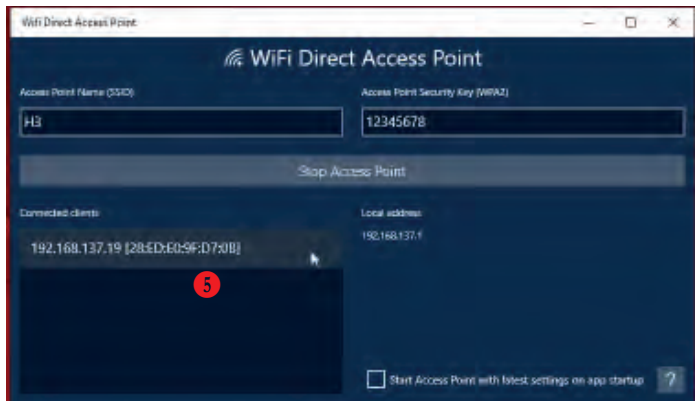 Wifi Direct Access Point
WiFi Direct Access Point
Access Point Name (SSID)
Access Point Security Key (WPA2)
H3
12345678
Stop Access Point
Connected clients
Local address
192.168.137.19 [28:ED:E0:9F:D7:0B]
192.168.137.1
5
Start Access Point with latest settings on app startup
?